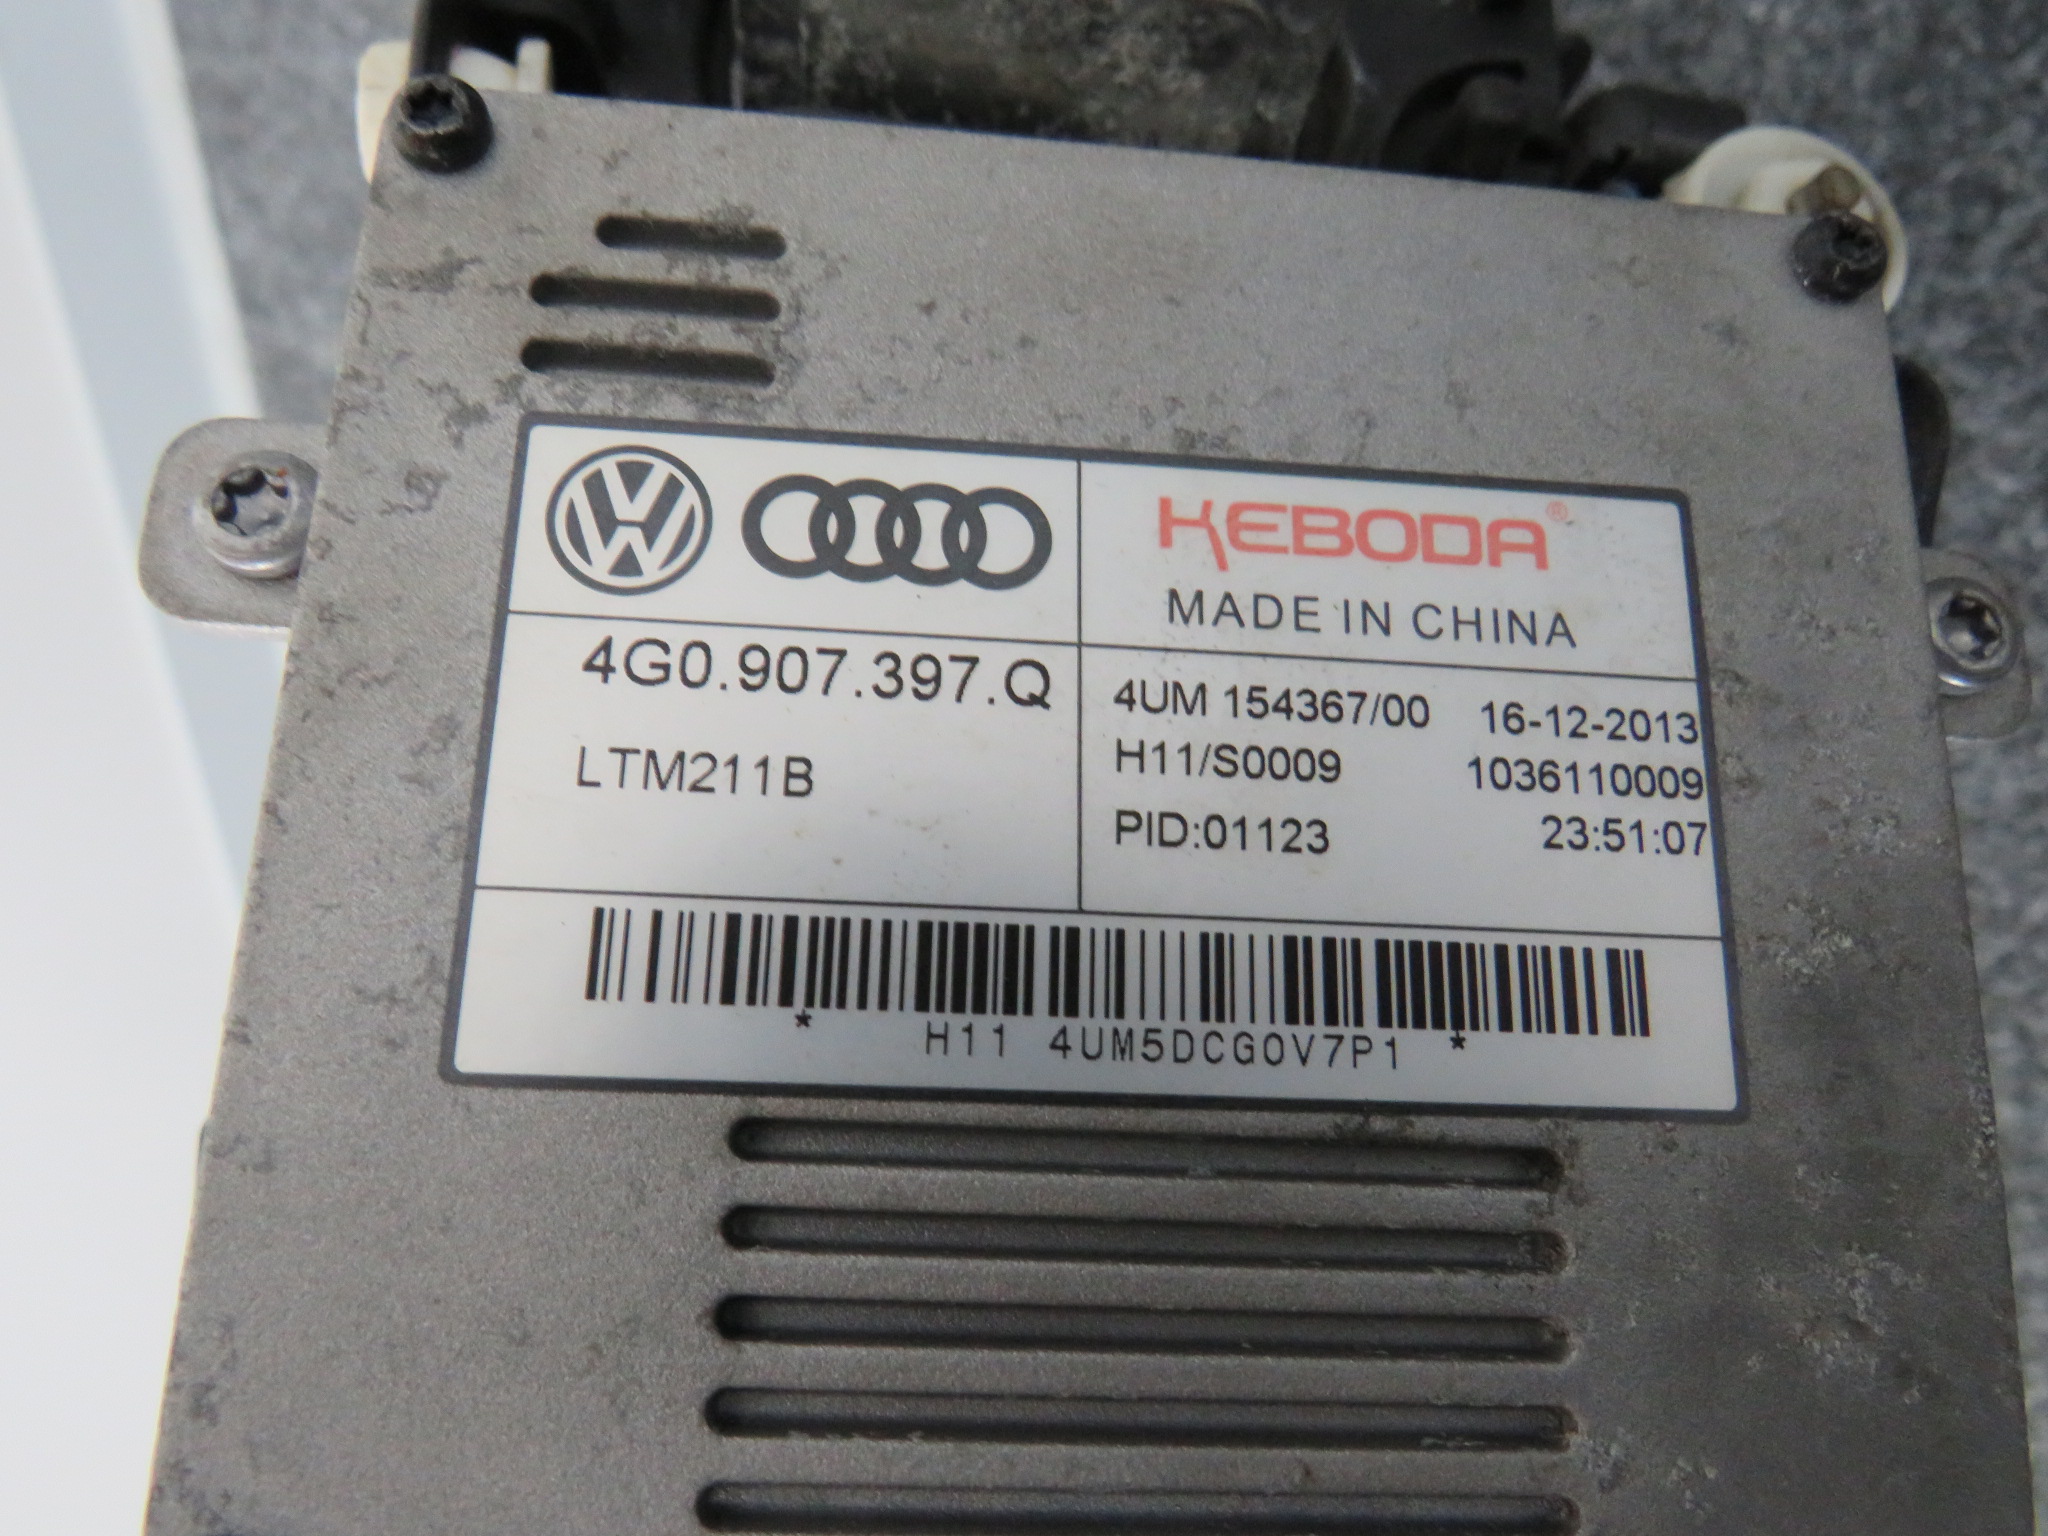 KEBODA®
MADE IN CHINA
4G0.907.397.Q
LTM211B
4UM 154367/00 16-12-2013
H11/S0009 1036110009
PID:01123 23:51:07
* H11 4UM5DCG0V7P1 *